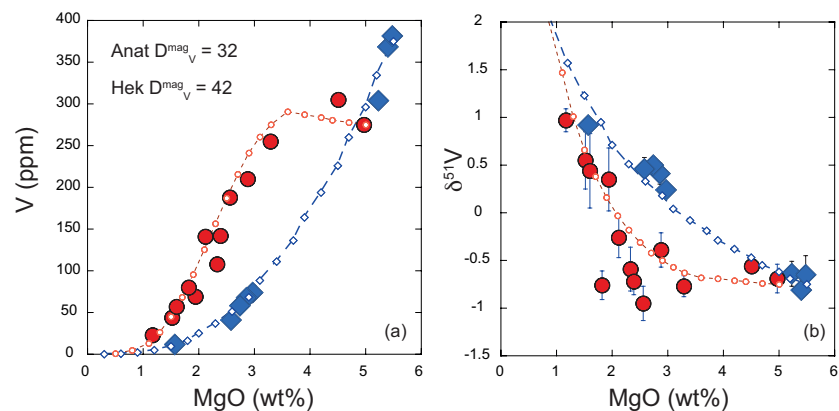 400
350
300
250
200
150
100
50
0
V (ppm)
Anat D^mag_V = 32
Hek D^mag_V = 42
(a)
0 1 2 3 4 5 6
MgO (wt%)
2
1.5
1
0.5
0
-0.5
-1
-1.5
δ⁵¹V
(b)
0 1 2 3 4 5 6
MgO (wt%)